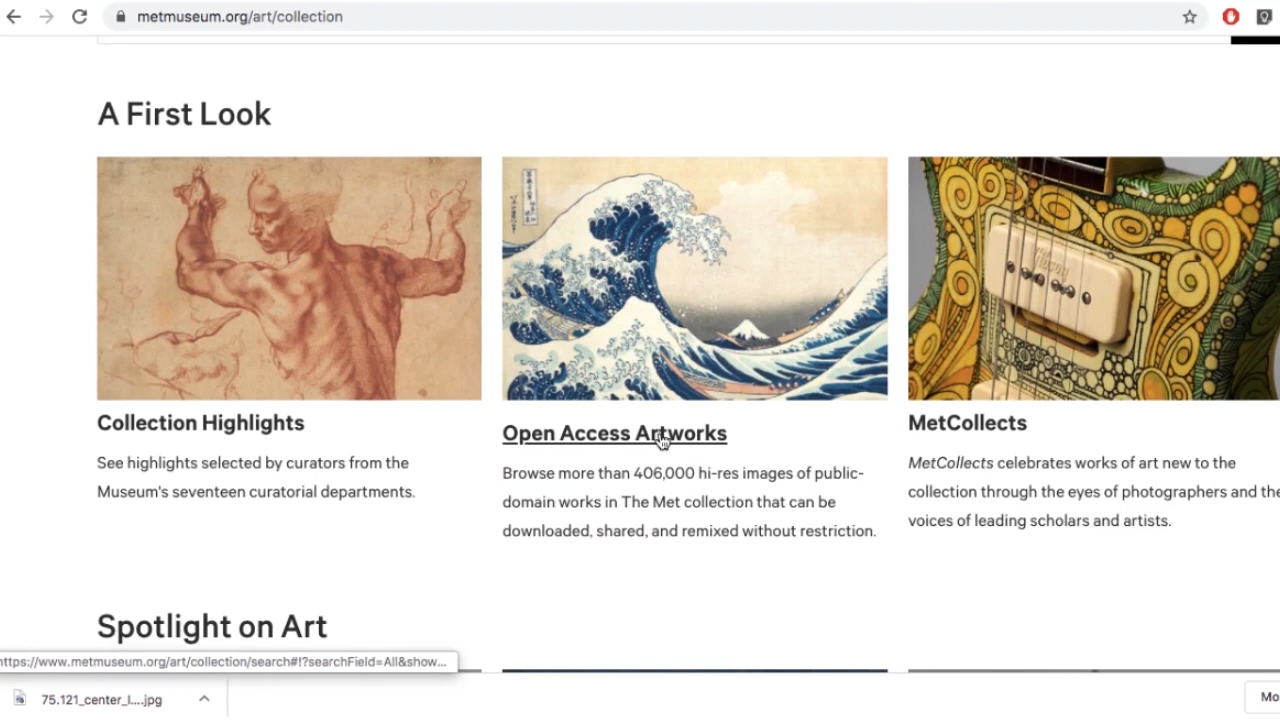 metmuseum.org/art/collection
A First Look
Collection Highlights
See highlights selected by curators from the
Museum's seventeen curatorial departments.
Open Access Artworks
Browse more than 406,000 hi-res images of public-
domain works in The Met collection that can be
downloaded, shared, and remixed without restriction.
MetCollects
MetCollects celebrates works of art new to the
collection through the eyes of photographers and the
voices of leading scholars and artists.
Spotlight on Art
https://www.metmuseum.org/art/collection/search#!?searchField=All&show...
75.121_center_l....jpg